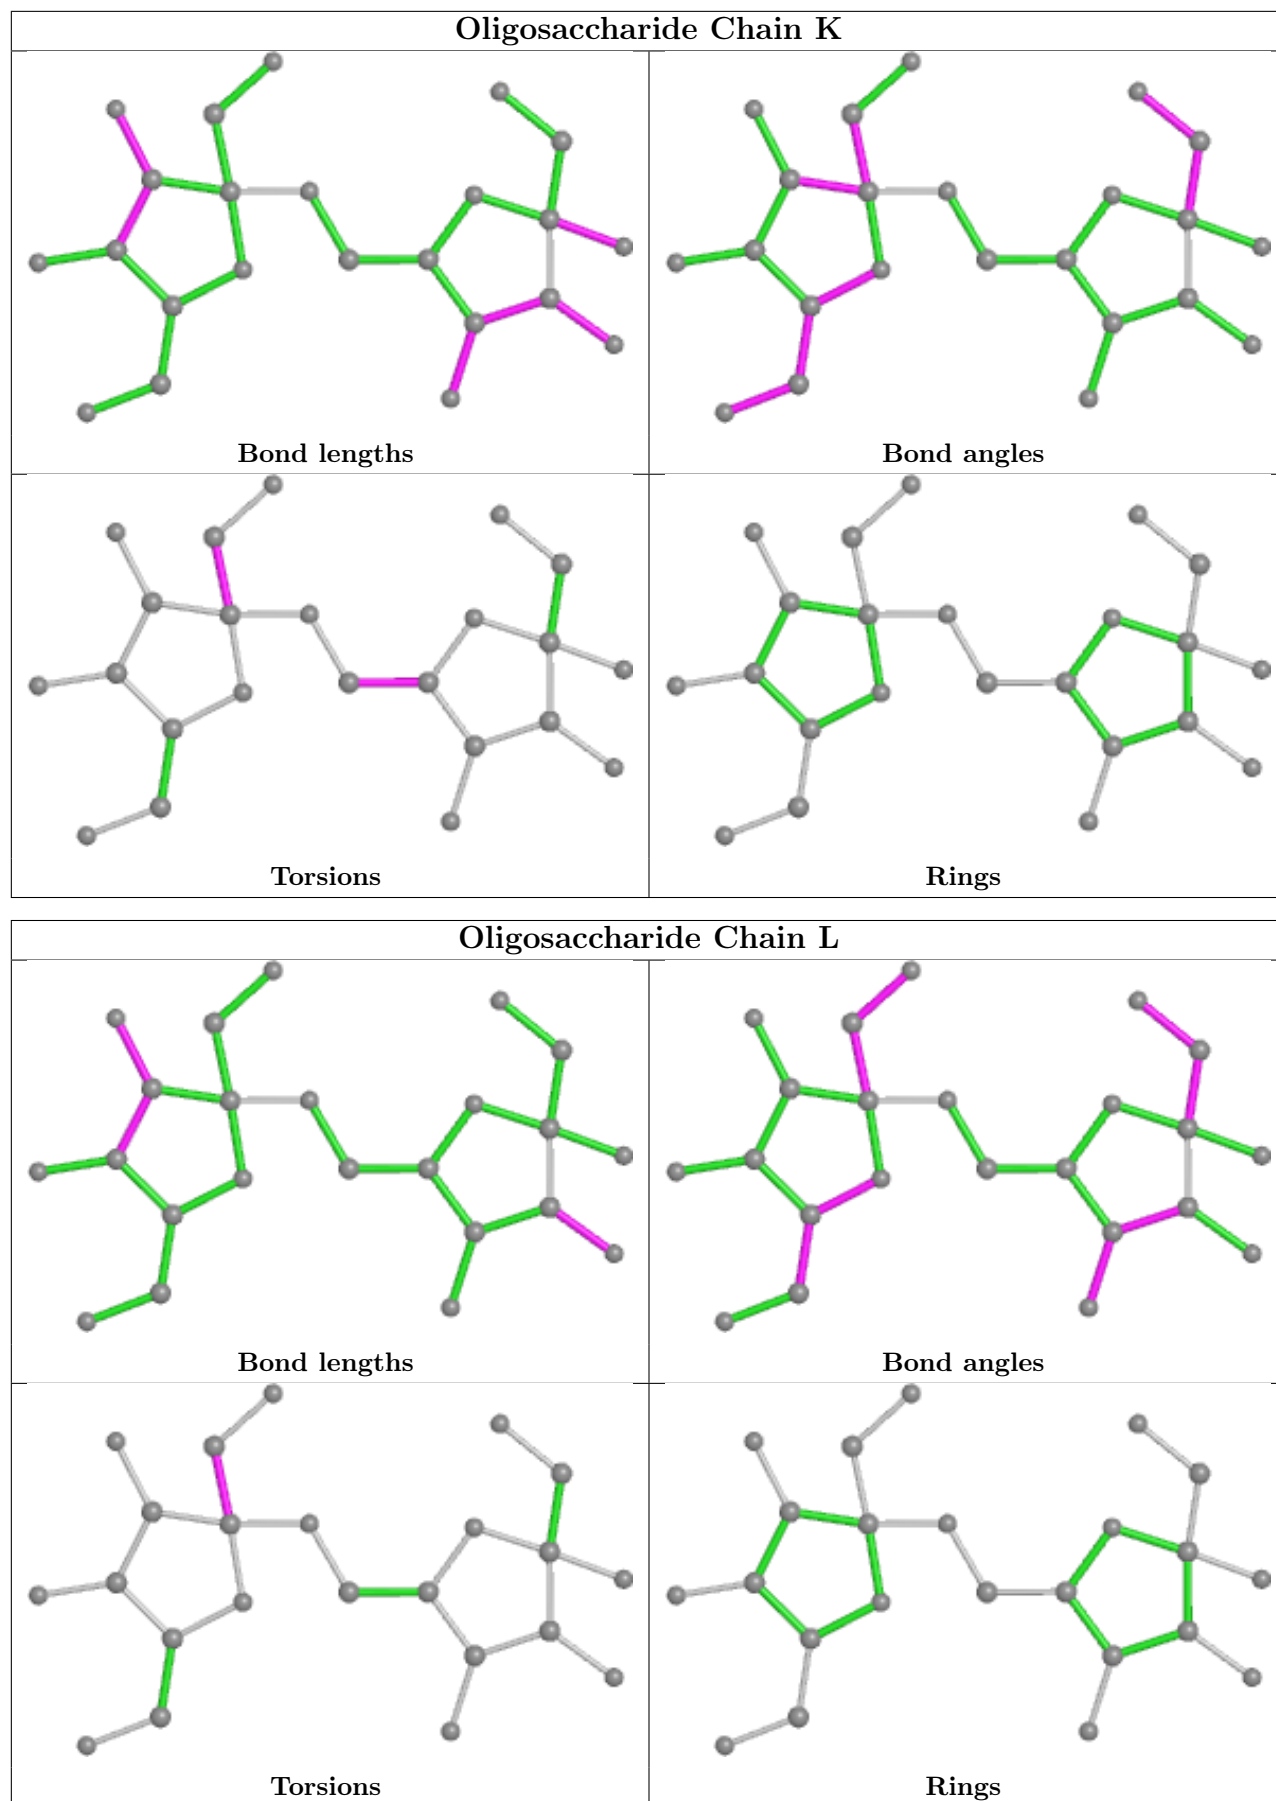 Oligosaccharide Chain K
Bond lengths
Bond angles
Torsions
Rings
Oligosaccharide Chain L
Bond lengths
Bond angles
Torsions
Rings